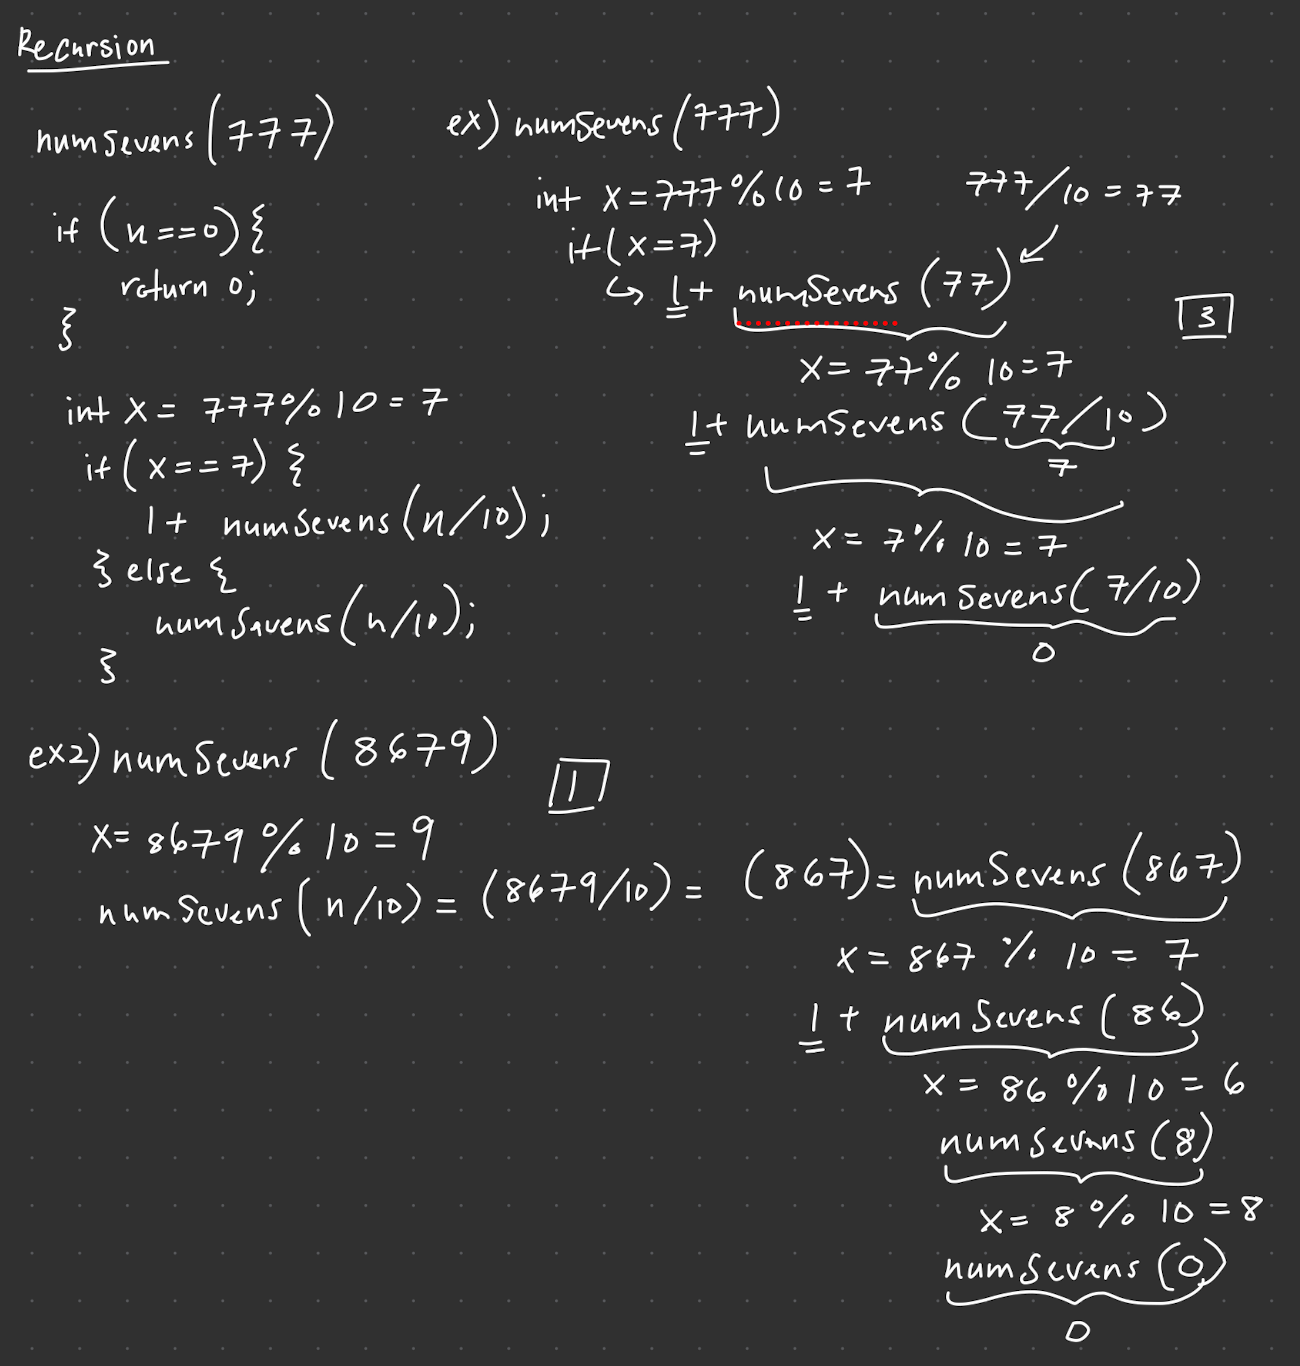 Recursion
numSevens(777)
if (n==0){
return 0;
}
int x = 777%10 = 7
if(x==7) {
1+ numSevens(n/10);
} else {
numSevens(n/10);
}
ex) numSevens(777)
int x = 777%10 = 7
777/10 = 77
if(x=7)
↳ 1+ numSevens (77)
3
x= 77% 10=7
1+ numSevens (77/10)
7
x= 7% 10 = 7
1 + numSevens(7/10)
0
ex2) numSevens (8679)
1
x= 8679 % 10 = 9
numSevens(n/10) = (8679/10) = (867) = numSevens(867)
x = 867 % 10 = 7
1 + numSevens(86)
x = 86 % 10 = 6
numSevens(8)
x= 8% 10 =8
numSevens(0)
0